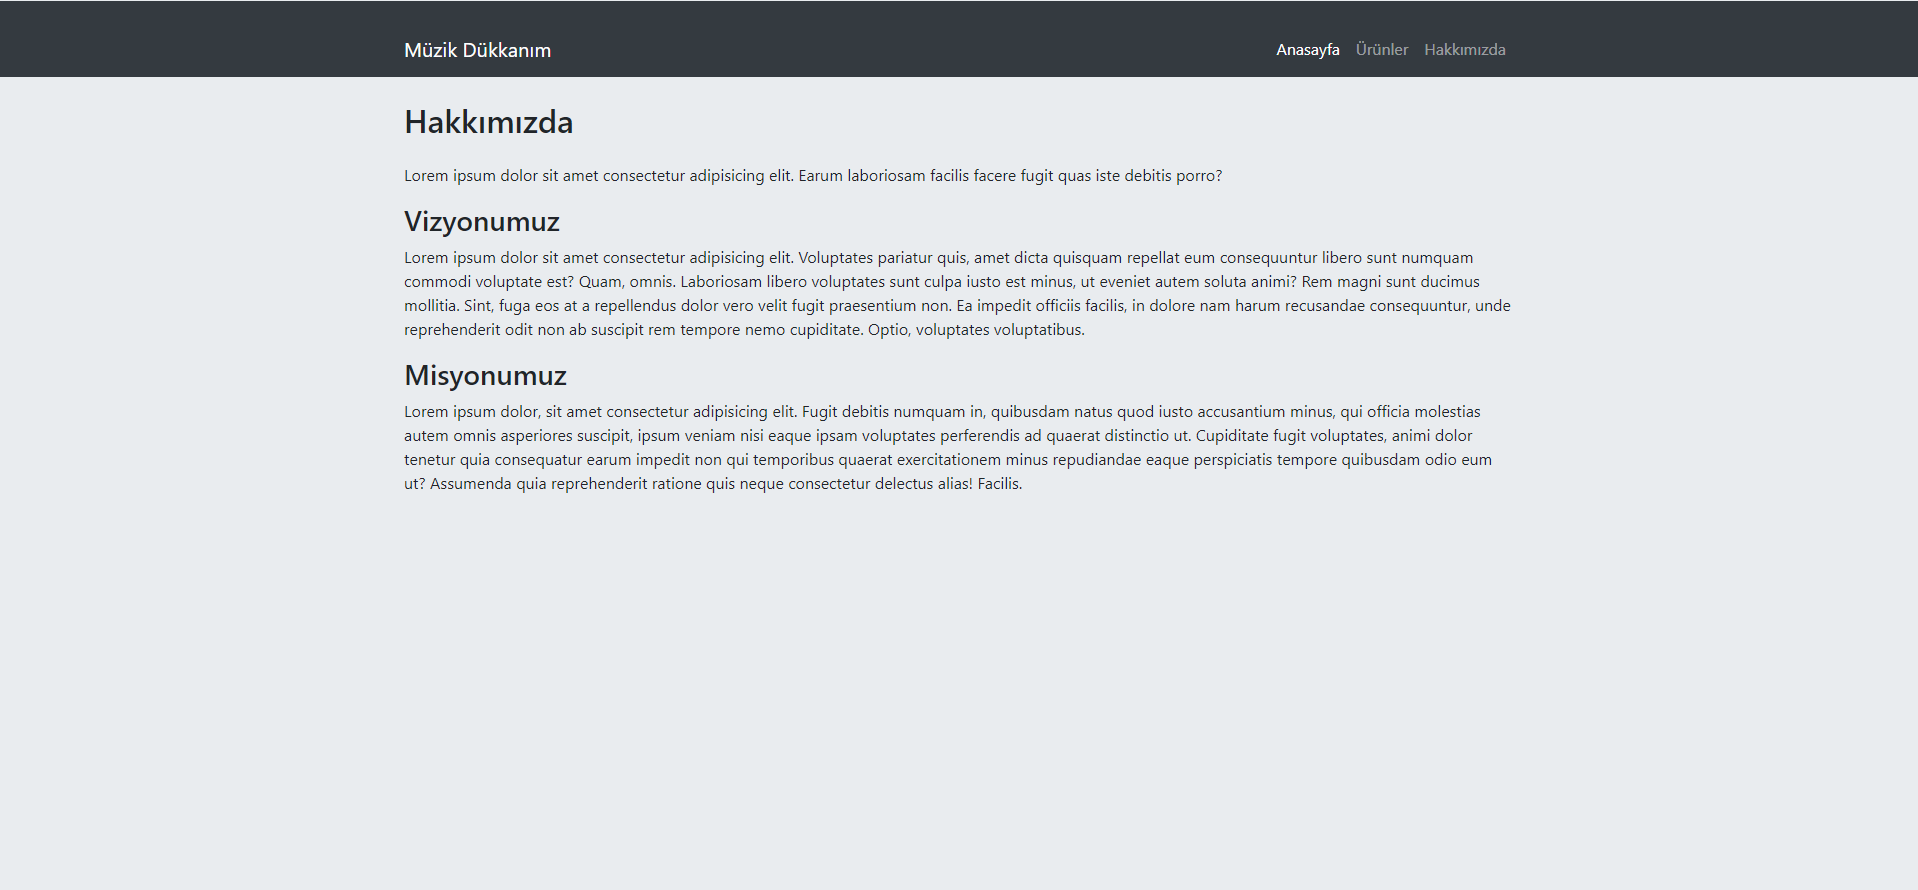 Müzik Dükkanım
Anasayfa Ürünler Hakkımızda
Hakkımızda
Lorem ipsum dolor sit amet consectetur adipisicing elit. Earum laboriosam facilis facere fugit quas iste debitis porro?
Vizyonumuz
Lorem ipsum dolor sit amet consectetur adipisicing elit. Voluptates pariatur quis, amet dicta quisquam repellat eum consequuntur libero sunt numquam
commodi voluptate est? Quam, omnis. Laboriosam libero voluptates sunt culpa iusto est minus, ut eveniet autem soluta animi? Rem magni sunt ducimus
mollitia. Sint, fuga eos at a repellendus dolor vero velit fugit praesentium non. Ea impedit officiis facilis, in dolore nam harum recusandae consequuntur, unde
reprehenderit odit non ab suscipit rem tempore nemo cupiditate. Optio, voluptates voluptatibus.
Misyonumuz
Lorem ipsum dolor, sit amet consectetur adipisicing elit. Fugit debitis numquam in, quibusdam natus quod iusto accusantium minus, qui officia molestias
autem omnis asperiores suscipit, ipsum veniam nisi eaque ipsam voluptates perferendis ad quaerat distinctio ut. Cupiditate fugit voluptates, animi dolor
tenetur quia consequatur earum impedit non qui temporibus quaerat exercitationem minus repudiandae eaque perspiciatis tempore quibusdam odio eum
ut? Assumenda quia reprehenderit ratione quis neque consectetur delectus alias! Facilis.